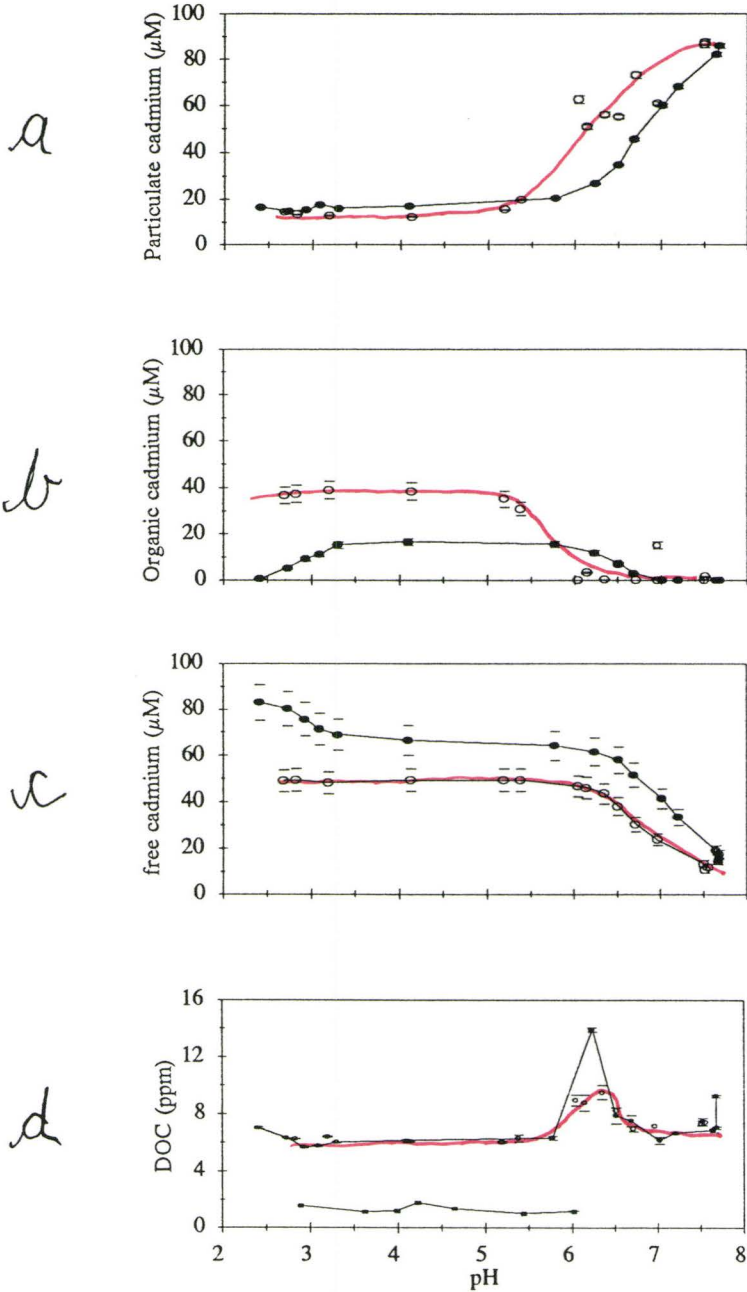 a
Particulate cadmium (μM)
100
80
60
40
20
0
b
Organic cadmium (μM)
100
80
60
40
20
0
c
free cadmium (μM)
100
80
60
40
20
0
d
DOC (ppm)
16
12
8
4
0
2 3 4 5 6 7 8
pH